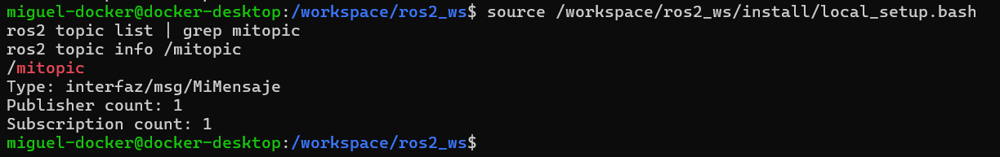 miguel-docker@docker-desktop:/workspace/ros2_ws$ source /workspace/ros2_ws/install/local_setup.bash
ros2 topic list | grep mitopic
ros2 topic info /mitopic
/mitopic
Type: interfaz/msg/MiMensaje
Publisher count: 1
Subscription count: 1
miguel-docker@docker-desktop:/workspace/ros2_ws$